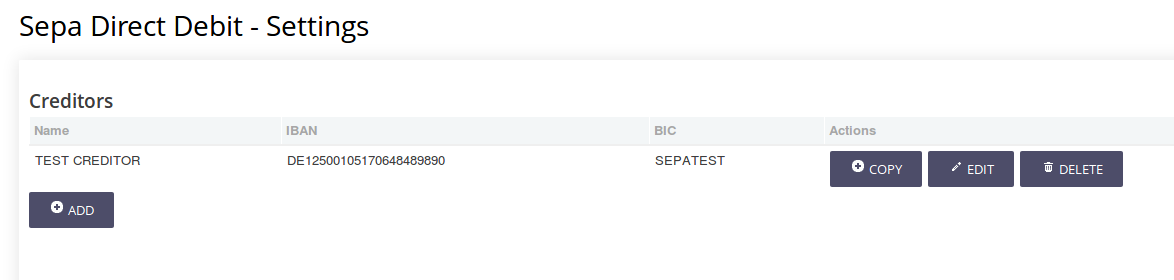 Sepa Direct Debit - Settings
Creditors
Name IBAN BIC Actions
TEST CREDITOR DE12500105170648489890 SEPATEST COPY EDIT DELETE
ADD